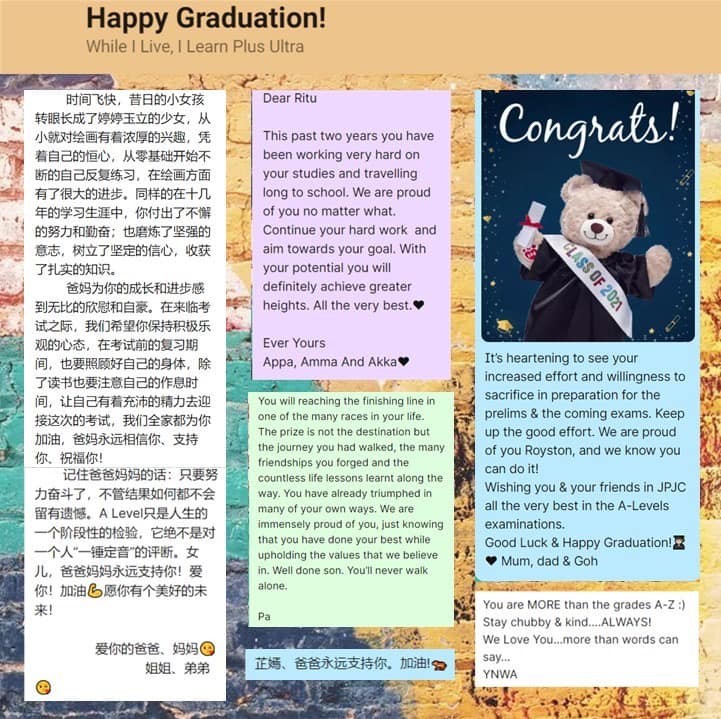 Happy Graduation!
While I Live, I Learn Plus Ultra
时间飞快，昔日的小女孩
转眼长成了婷婷玉立的少女，从
小就对绘画有着浓厚的兴趣，凭
着自己的恒心，从零基础开始不
断的自己反复练习，在绘画方面
有了很大的进步。同样的在十几
年的学习生涯中，你付出了不懈
的努力和勤奋；也磨炼了坚强的
意志，树立了坚定的信心，收获
了扎实的知识。
爸妈为你的成长和进步感
到无比的欣慰和自豪。在来临考
试之际，我们希望你保持积极乐
观的心态，在考试前的复习期
间，也要照顾好自己的身体，除
了读书也要注意自己的作息时
间，让自己有着充沛的精力去迎
接这次的考试，我们全家都为你
加油，爸妈永远相信你、支持
你、祝福你！
记住爸爸妈妈的话：只要努
力奋斗了，不管结果如何都不会
留有遗憾。A Level只是人生的
一个阶段性的检验，它绝不是对
一个人“一锤定音”的评断。女
儿，爸爸妈妈永远支持你！爱
你！加油💪愿你有个美好的未
来！
爱你的爸爸、妈妈😘
姐姐、弟弟
😘
Dear Ritu
This past two years you have
been working very hard on
your studies and travelling
long to school. We are proud
of you no matter what.
Continue your hard work and
aim towards your goal. With
your potential you will
definitely achieve greater
heights. All the very best.❤
Ever Yours
Appa, Amma And Akka❤
You will reaching the finishing line in
one of the many races in your life.
The prize is not the destination but
the journey you had walked, the many
friendships you forged and the
countless life lessons learnt along the
way. You have already triumphed in
many of your own ways. We are
immensely proud of you, just knowing
that you have done your best while
upholding the values that we believe
in. Well done son. You'll never walk
alone.
Pa
芷嫣、爸爸永远支持你。加油!🐅
Congrats!
CLASS OF 2021
It's heartening to see your
increased effort and willingness to
sacrifice in preparation for the
prelims & the coming exams. Keep
up the good effort. We are proud
of you Royston, and we know you
can do it!
Wishing you & your friends in JPJC
all the very best in the A-Levels
examinations.
Good Luck & Happy Graduation!👨‍🎓
❤ Mum, dad & Goh
You are MORE than the grades A-Z :)
Stay chubby & kind....ALWAYS!
We Love You...more than words can
say...
YNWA